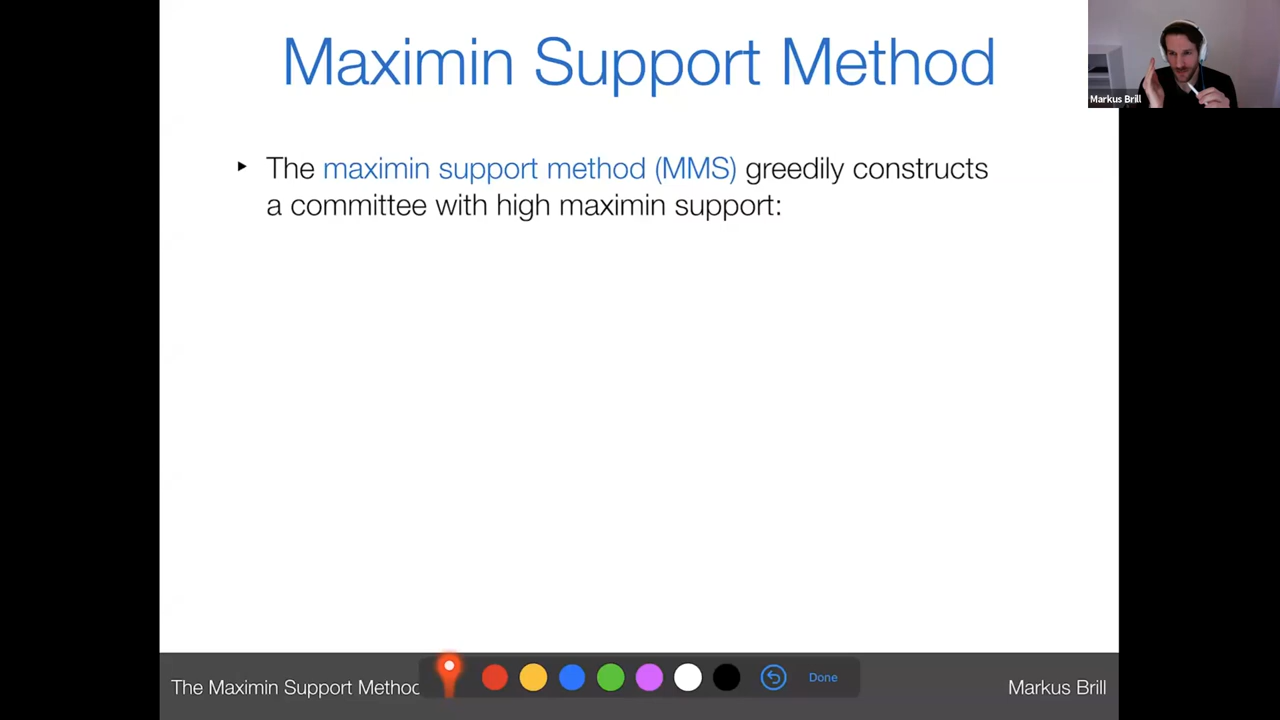 Maximin Support Method
Markus Brill
‣ The maximin support method (MMS) greedily constructs
a committee with high maximin support:
The Maximin Support Method
Done
Markus Brill